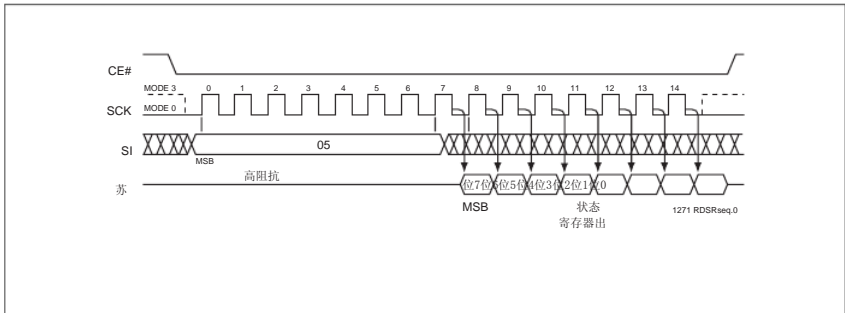 CE#
MODE 3 0 1 2 3 4 5 6 7 8 9 10 11 12 13 14
SCK MODE 0
SI 05
MSB
高阻抗
苏
位7位6位5位4位3位2位1位0
MSB 状态
寄存器出
1271 RDSRseq.0